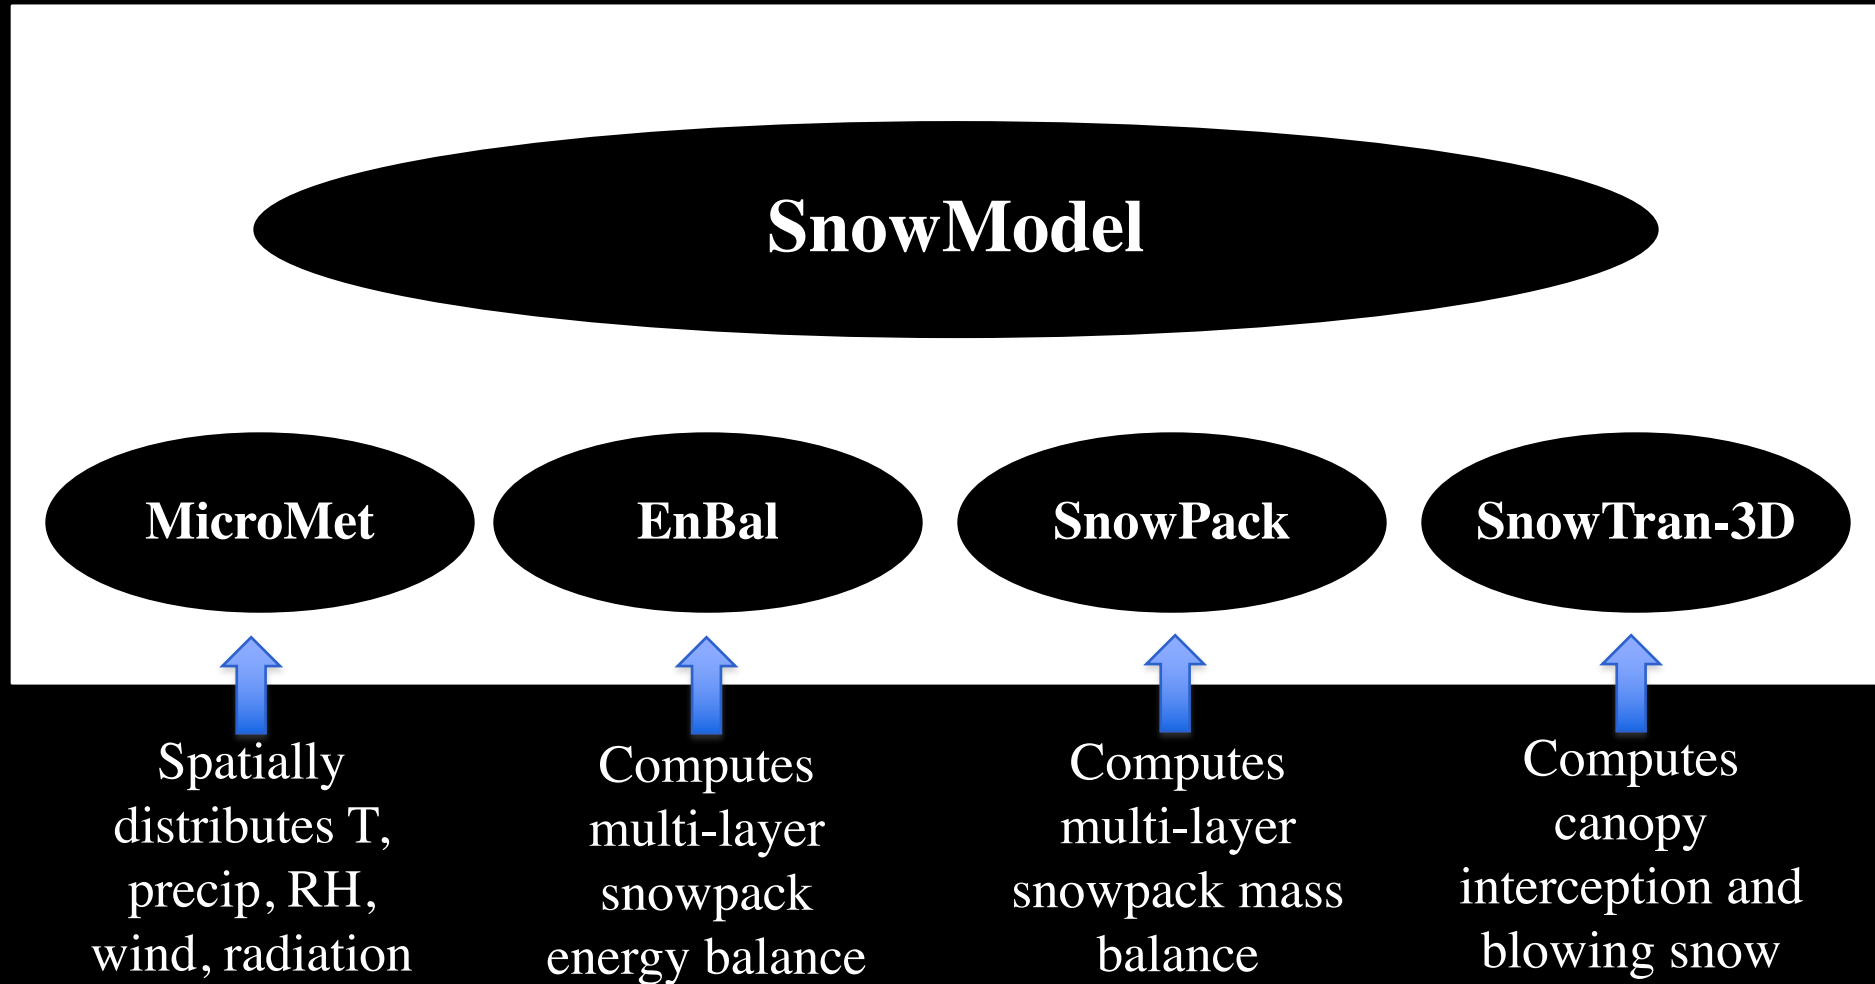 SnowModel
MicroMet
EnBal
SnowPack
SnowTran-3D
Spatially
distributes T,
precip, RH,
wind, radiation
Computes
multi-layer
snowpack
energy balance
Computes
multi-layer
snowpack mass
balance
Computes
canopy
interception and
blowing snow